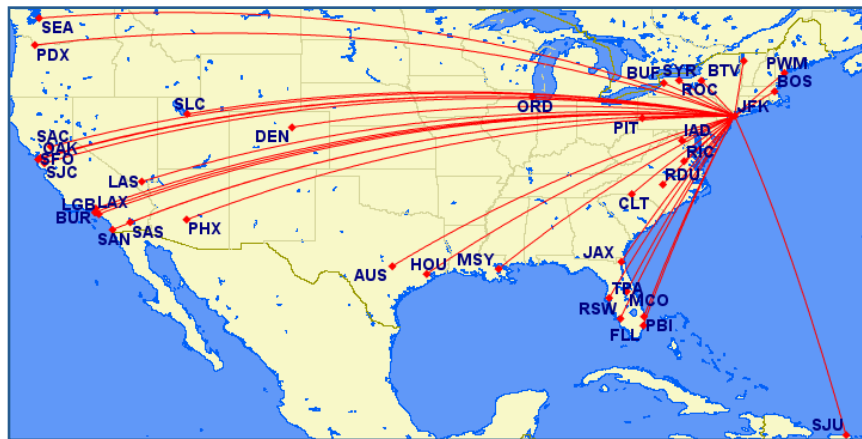 SEA
PDX
BUF
SYR
BTV
PWM
ROC
BOS
SLC
ORD
JFK
DEN
PIT
IAD
SAC
OAK
SFO
SJC
RIC
LAS
RDU
LGB
LAX
BUR
CLT
PHX
SAN
SAS
AUS
HOU
MSY
JAX
TPA
MCO
RSW
PBI
FLL
SJU